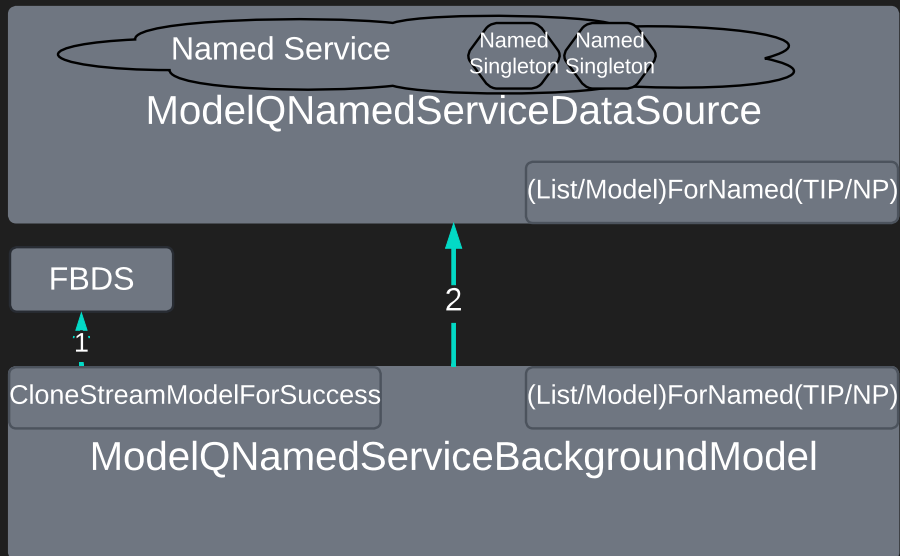 Named Service
Named
Singleton
Named
Singleton
ModelQNamedServiceDataSource
(List/Model)ForNamed(TIP/NP)
FBDS
2
1
CloneStreamModelForSuccess
(List/Model)ForNamed(TIP/NP)
ModelQNamedServiceBackgroundModel